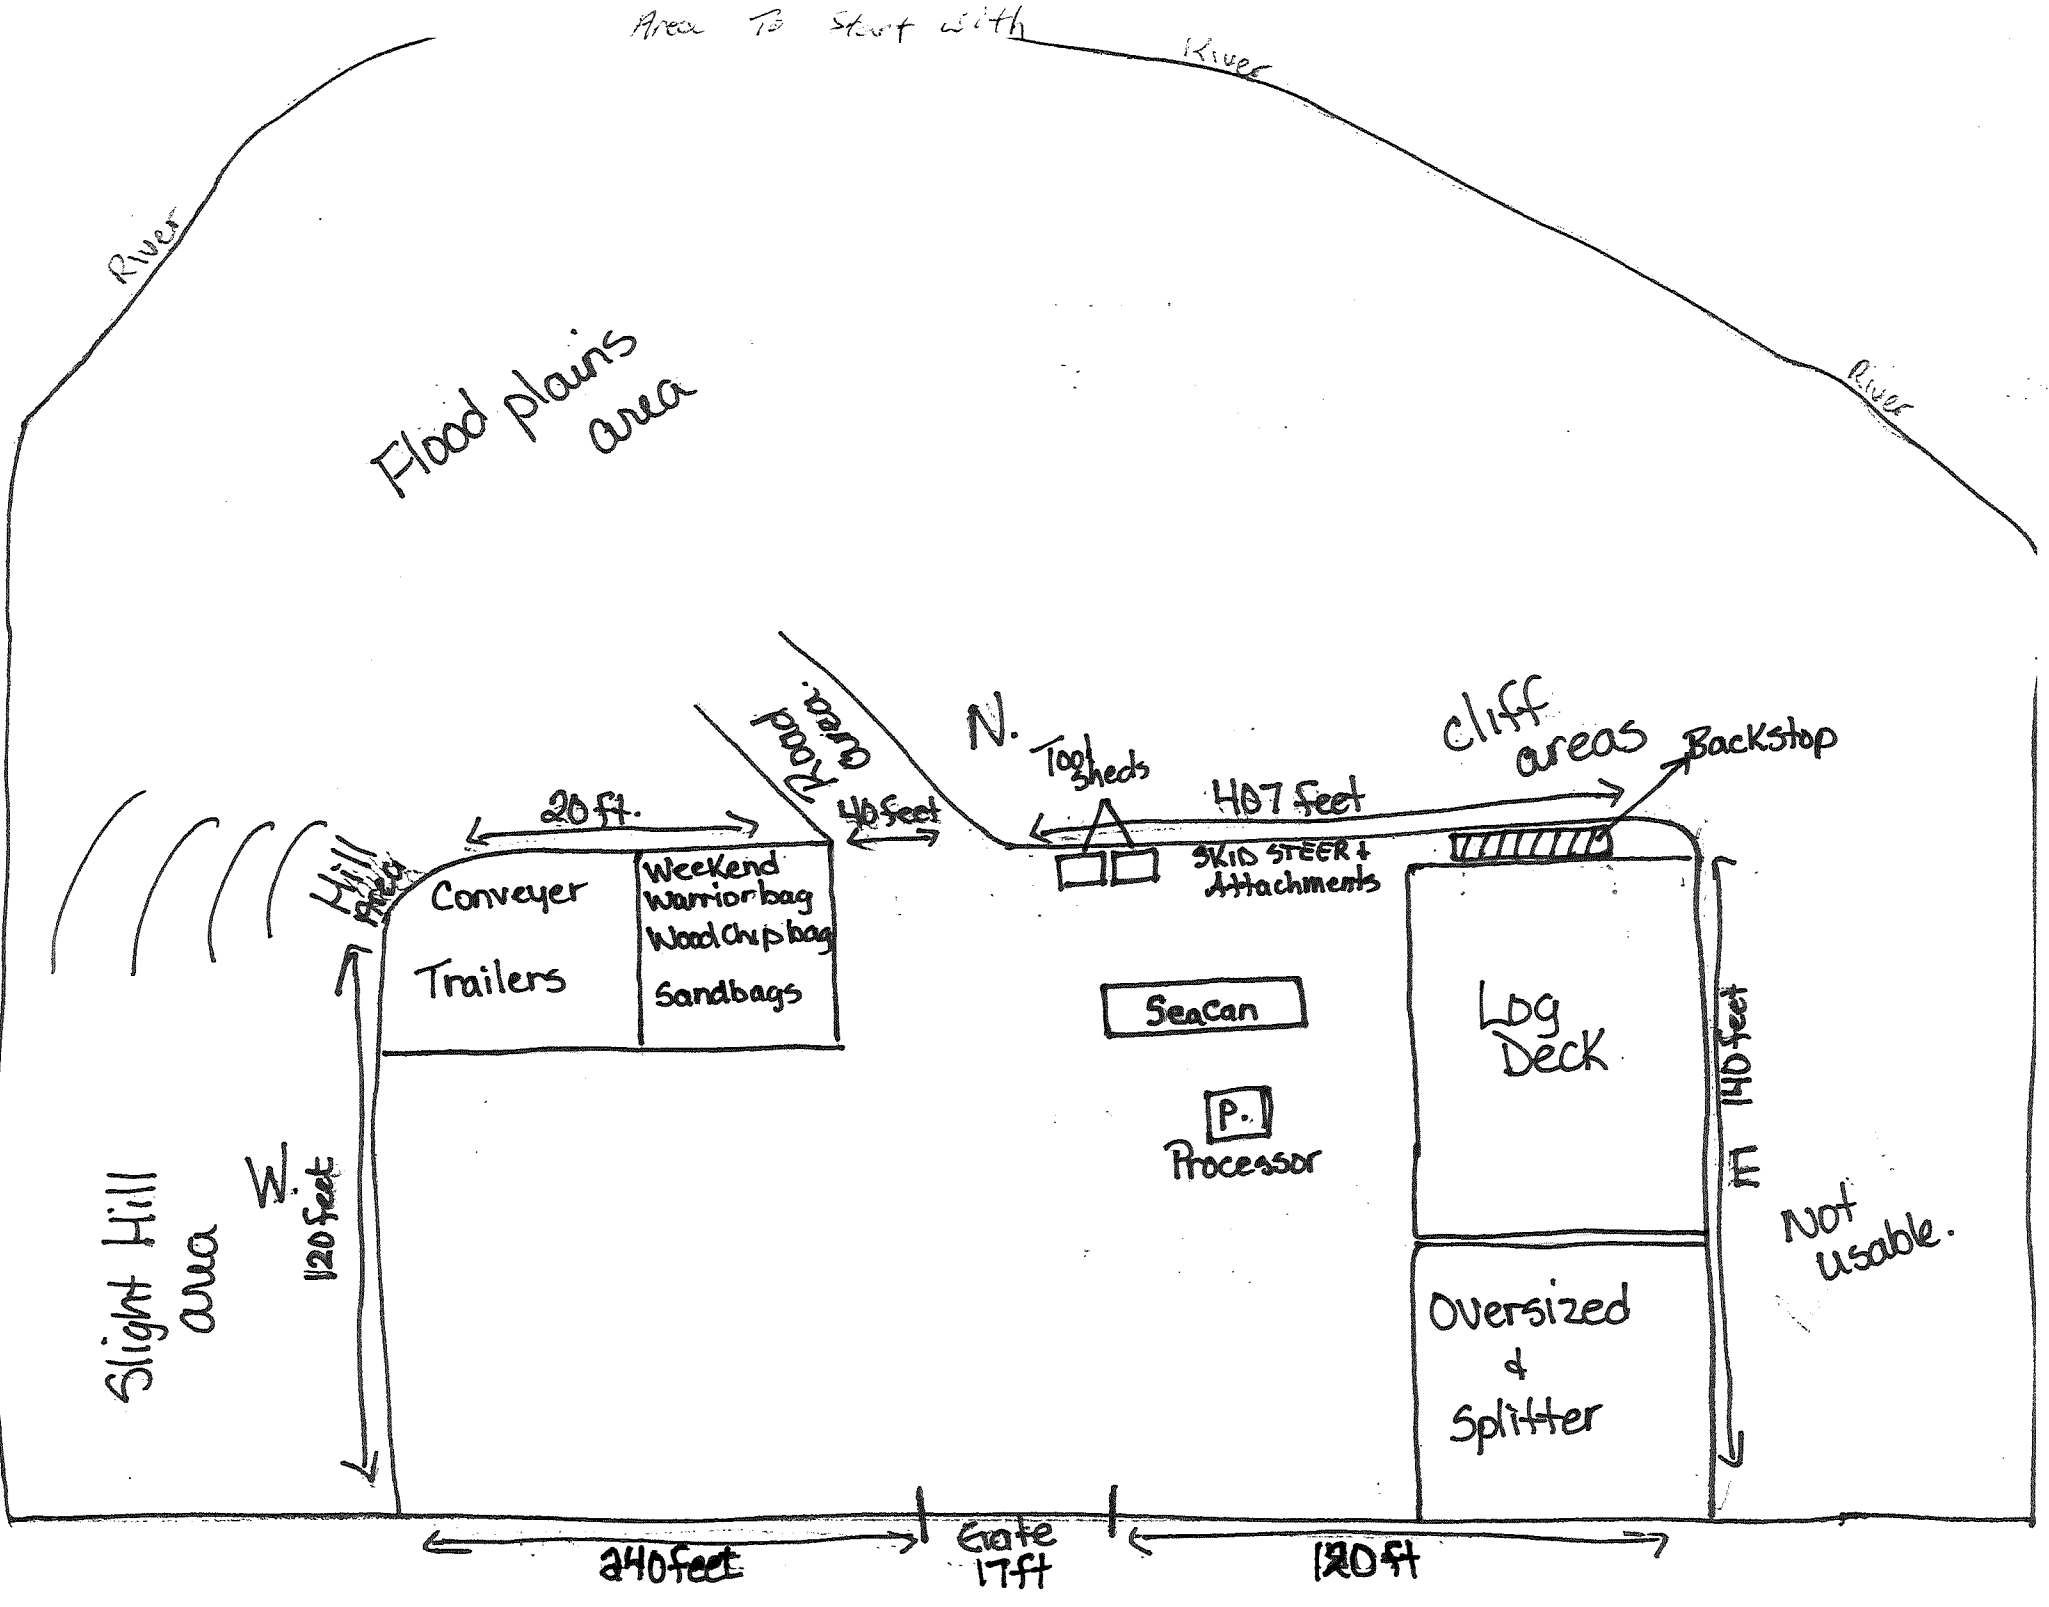 Area To Start with
River
River
River
Flood plains
area
Road
area.
N.
Cliff
areas
Backstop
Tool
sheds
20 ft.
40 feet
407 feet
Hill
Area
Conveyer
Trailers
Weekend
Warrior bag
Wood Chip bag
Sandbags
SKID STEER +
Attachments
Seacan
P.
Processor
Log
Deck
140 feet
E
Not
usable.
W.
120 feet
Slight Hill
area
Oversized
&
Splitter
240 feet
Gate
17 ft
120 ft